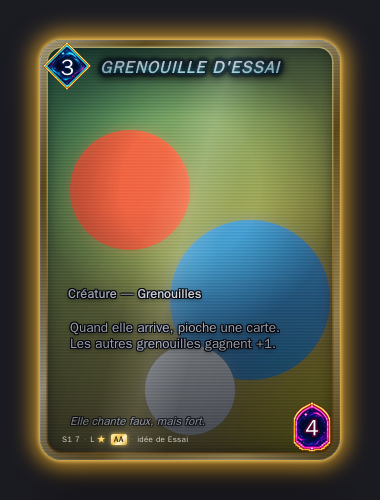 3
GRENOUILLE D'ESSAI
Créature — Grenouilles
Quand elle arrive, pioche une carte.
Les autres grenouilles gagnent +1.
Elle chante faux, mais fort.
S1 7 · L ★ AA idée de Essai
4